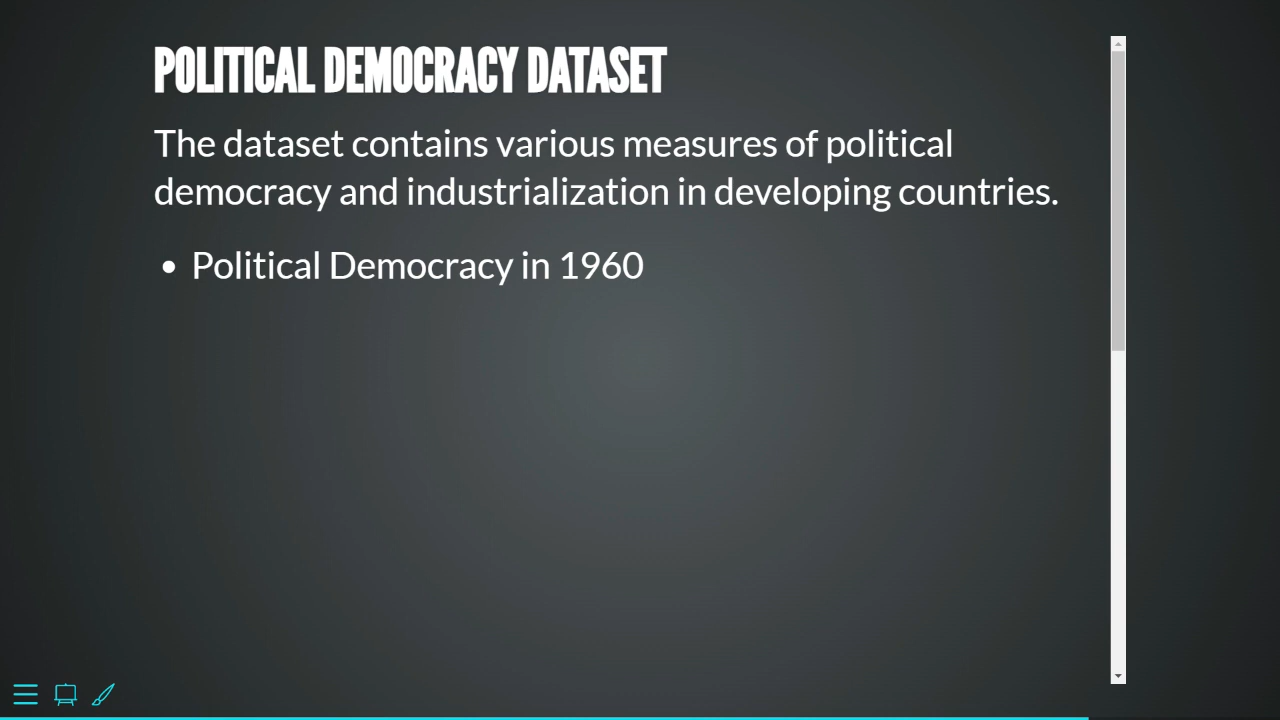 POLITICAL DEMOCRACY DATASET
The dataset contains various measures of political
democracy and industrialization in developing countries.
• Political Democracy in 1960